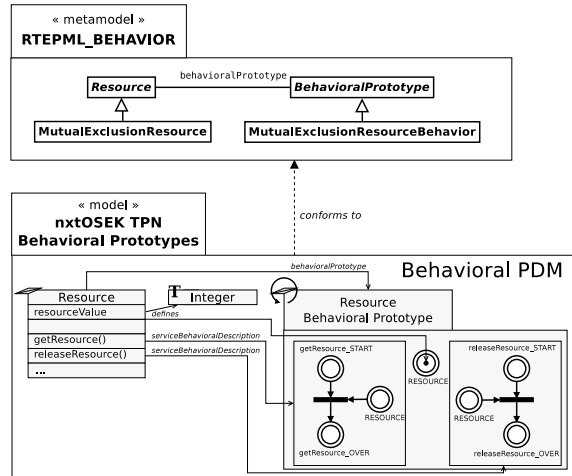 « metamodel »
RTEPML_BEHAVIOR
behavioralPrototype
Resource
BehavioralPrototype
MutualExclusionResource
MutualExclusionResourceBehavior
« model »
nxtOSEK TPN
Behavioral Prototypes
conforms to
Behavioral PDM
behavioralPrototype
Resource
T Integer
Resource
Behavioral Prototype
resourceValue
defines
getResource()
serviceBehavioralDescription
releaseResource()
serviceBehavioralDescription
...
getResource_START
RESOURCE
getResource_OVER
RESOURCE
releaseResource_START
RESOURCE
releaseResource_OVER